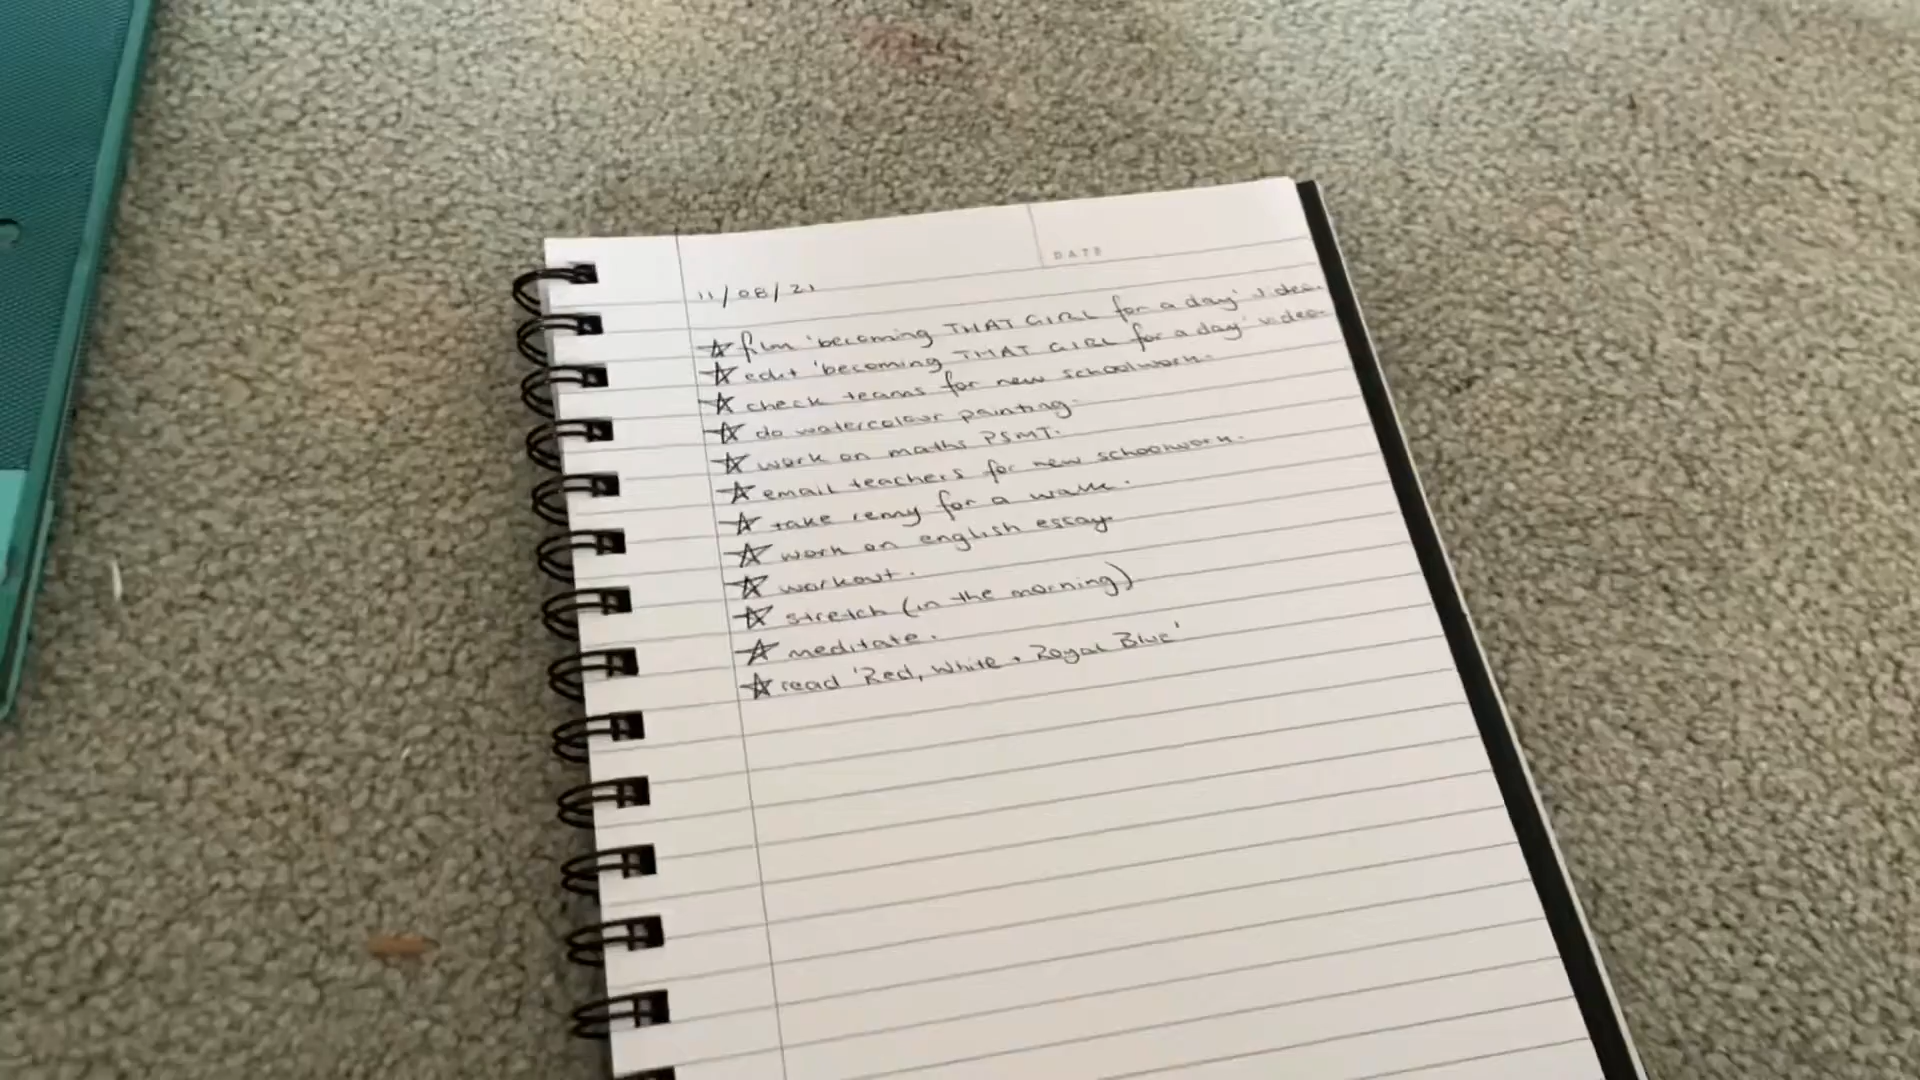 DATE
11/08/21
☆ film 'becoming THAT GIRL for a day' video.
☆ edit 'becoming THAT GIRL for a day' video.
☆ check teams for new schoolwork.
☆ do watercolour painting.
☆ work on maths PSMT.
☆ email teachers for new schoolwork.
☆ take remy for a walk.
☆ work on english essay.
☆ workout.
☆ stretch (in the morning)
☆ meditate.
☆ read 'Red, White + Royal Blue'